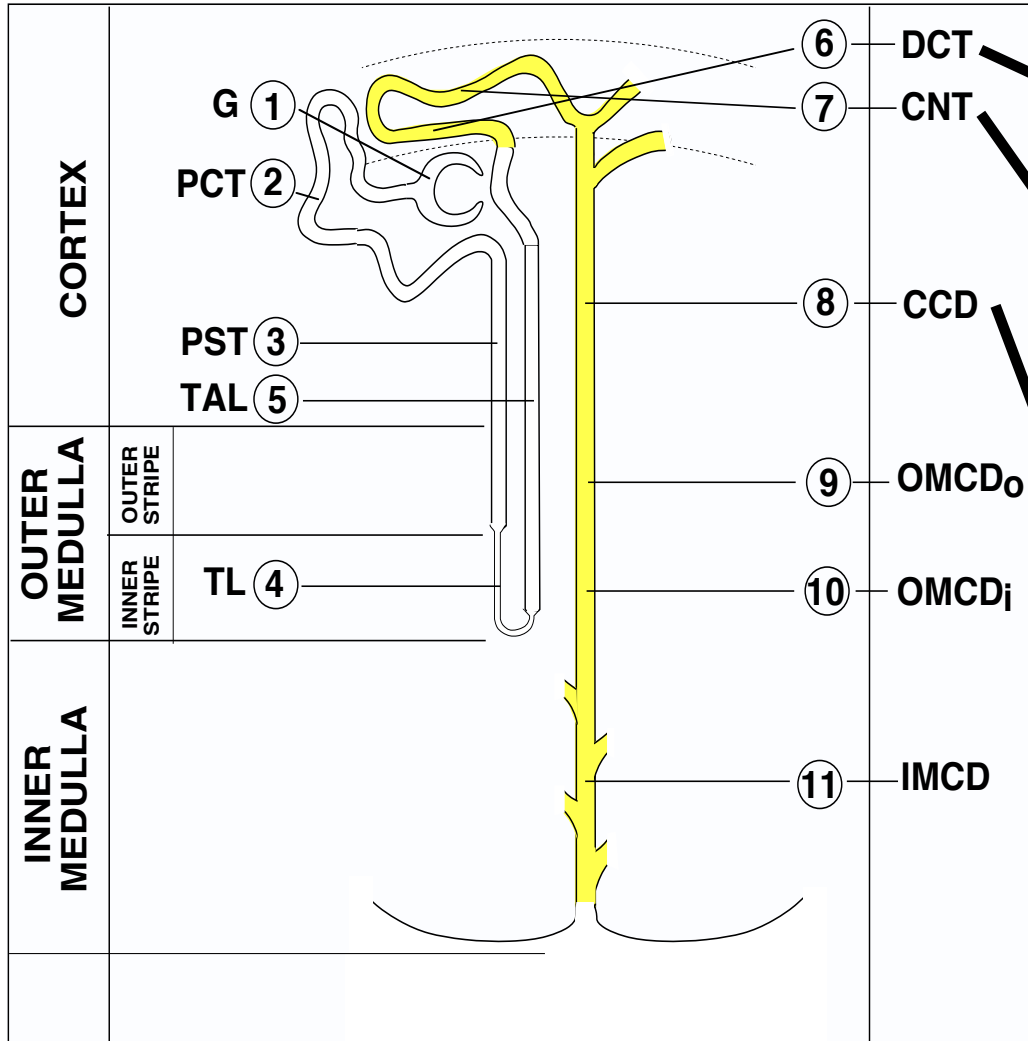 6 DCT
G 1
7 CNT
PCT 2
CORTEX
8 CCD
PST 3
TAL 5
OUTER
MEDULLA
OUTER
STRIPE
9 OMCDo
INNER
STRIPE
TL 4
10 OMCDi
INNER
MEDULLA
11 IMCD